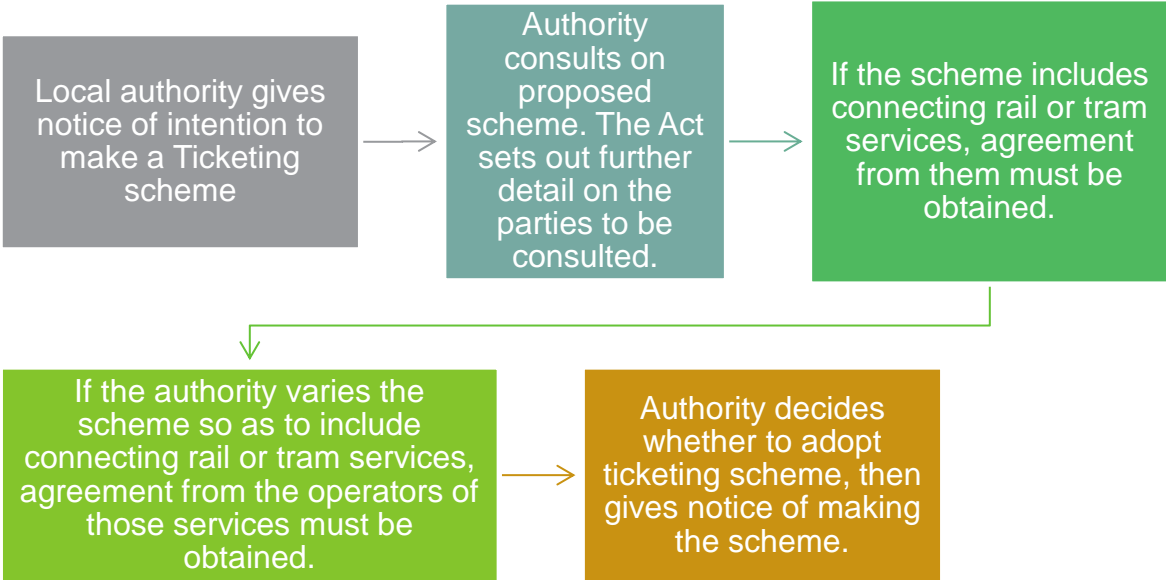 Local authority gives
notice of intention to
make a Ticketing
scheme
Authority
consults on
proposed
scheme. The Act
sets out further
detail on the
parties to be
consulted.
If the scheme includes
connecting rail or tram
services, agreement
from them must be
obtained.
If the authority varies the
scheme so as to include
connecting rail or tram services,
agreement from the operators of
those services must be
obtained.
Authority decides
whether to adopt
ticketing scheme, then
gives notice of making
the scheme.